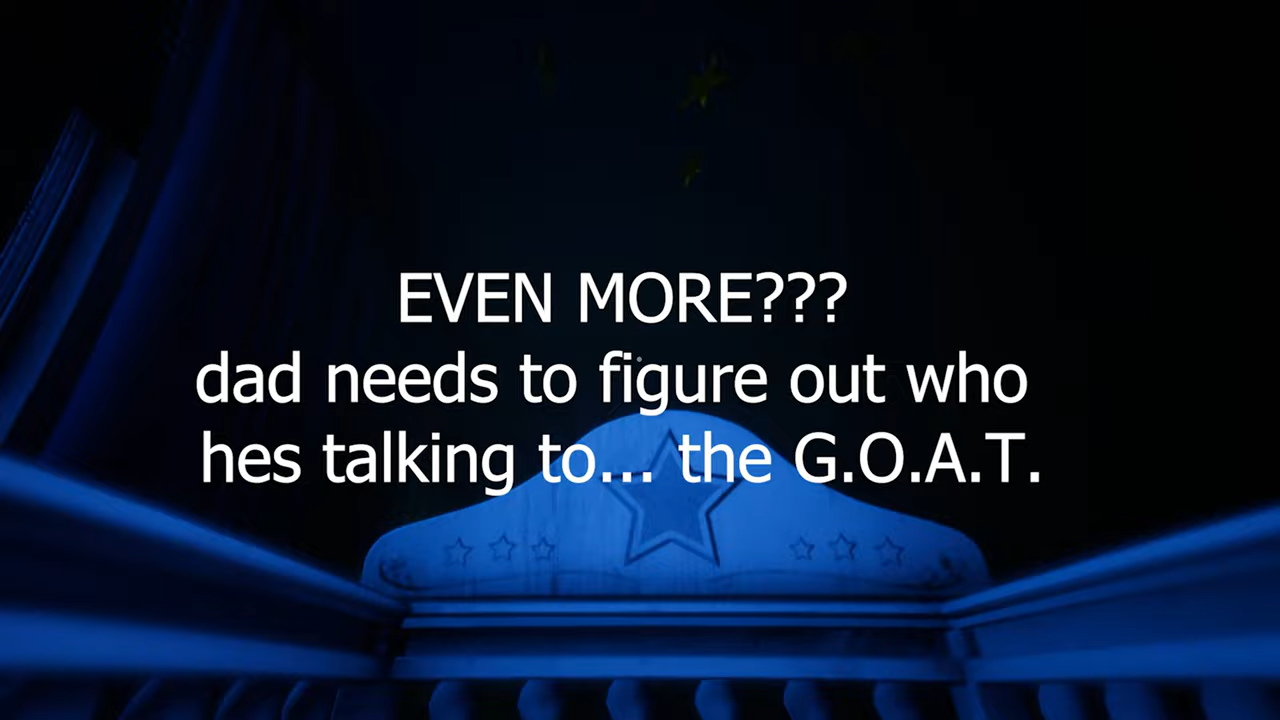 EVEN MORE???
dad needs to figure out who
hes talking to... the G.O.A.T.